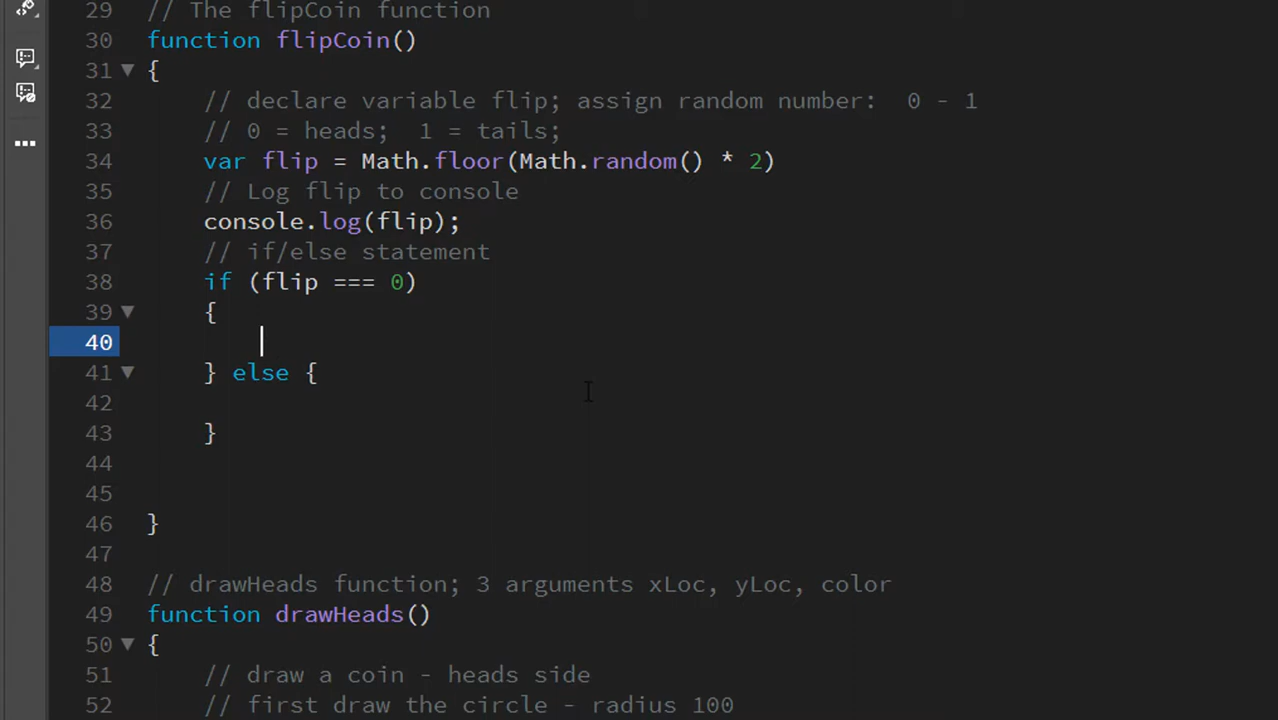 29 // The flipCoin function
30 function flipCoin()
31 {
32 // declare variable flip; assign random number:  0 - 1
33 // 0 = heads;  1 = tails;
34 var flip = Math.floor(Math.random() * 2)
35 // Log flip to console
36 console.log(flip);
37 // if/else statement
38 if (flip === 0)
39 {
40
41 } else {
42
43 }
44
45
46 }
47
48 // drawHeads function; 3 arguments xLoc, yLoc, color
49 function drawHeads()
50 {
51 // draw a coin - heads side
52 // first draw the circle - radius 100